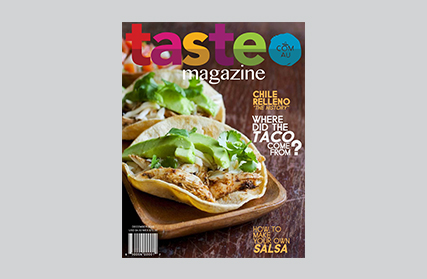 taste
COM
AU
magazine
CHILE
RELLENO
"THE HISTORY"
WHERE
DID THE
TACO
COME
FROM?
HOW TO
MAKE
YOUR OWN
SALSA